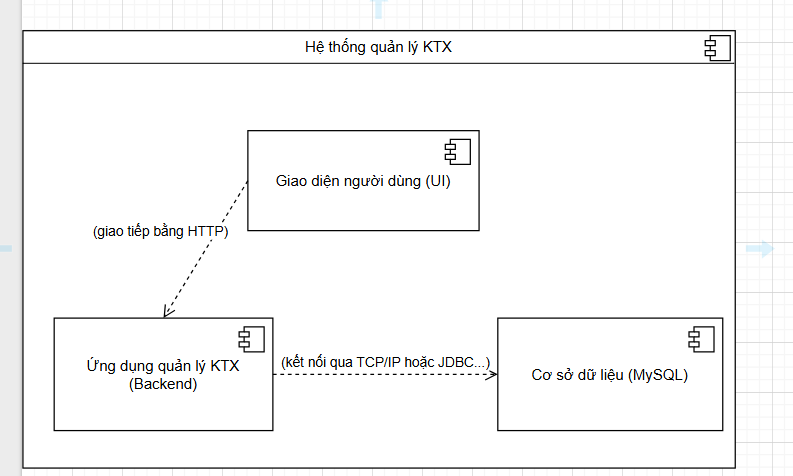 Hệ thống quản lý KTX
Giao diện người dùng (UI)
(giao tiếp bằng HTTP)
Ứng dụng quản lý KTX
(Backend)
(kết nối qua TCP/IP hoặc JDBC...)
Cơ sở dữ liệu (MySQL)